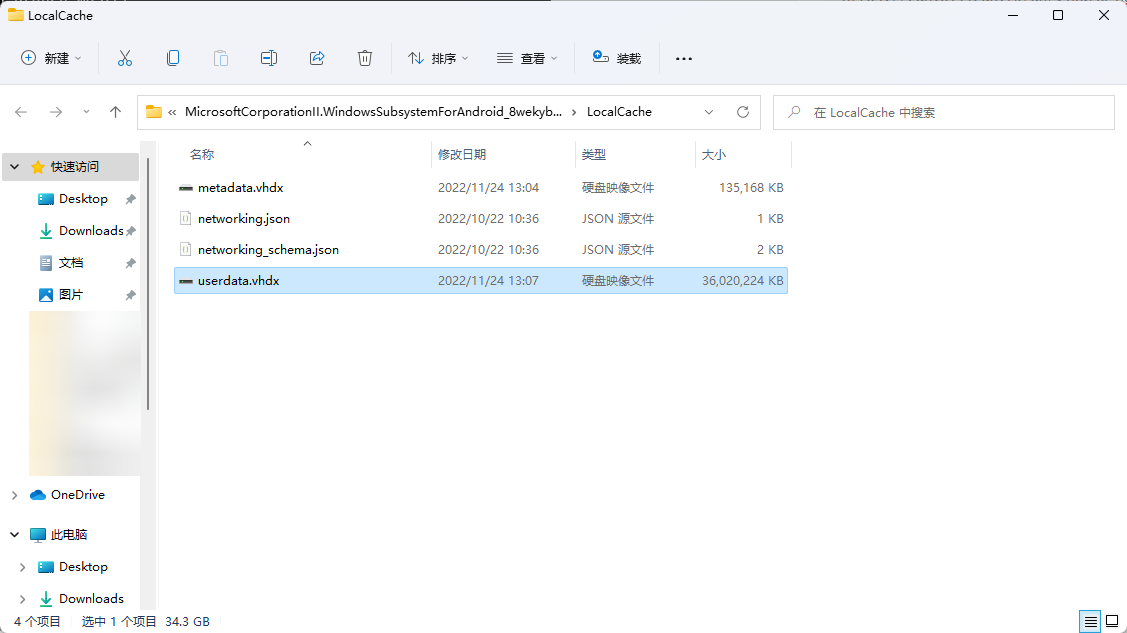 LocalCache
新建 排序 查看 装载
« MicrosoftCorporationII.WindowsSubsystemForAndroid_8wekyb... › LocalCache 在 LocalCache 中搜索
名称 修改日期 类型 大小
metadata.vhdx 2022/11/24 13:04 硬盘映像文件 135,168 KB
networking.json 2022/10/22 10:36 JSON 源文件 1 KB
networking_schema.json 2022/10/22 10:36 JSON 源文件 2 KB
userdata.vhdx 2022/11/24 13:07 硬盘映像文件 36,020,224 KB
快速访问
Desktop
Downloads
文档
图片
OneDrive
此电脑
Desktop
Downloads
4 个项目 选中 1 个项目 34.3 GB